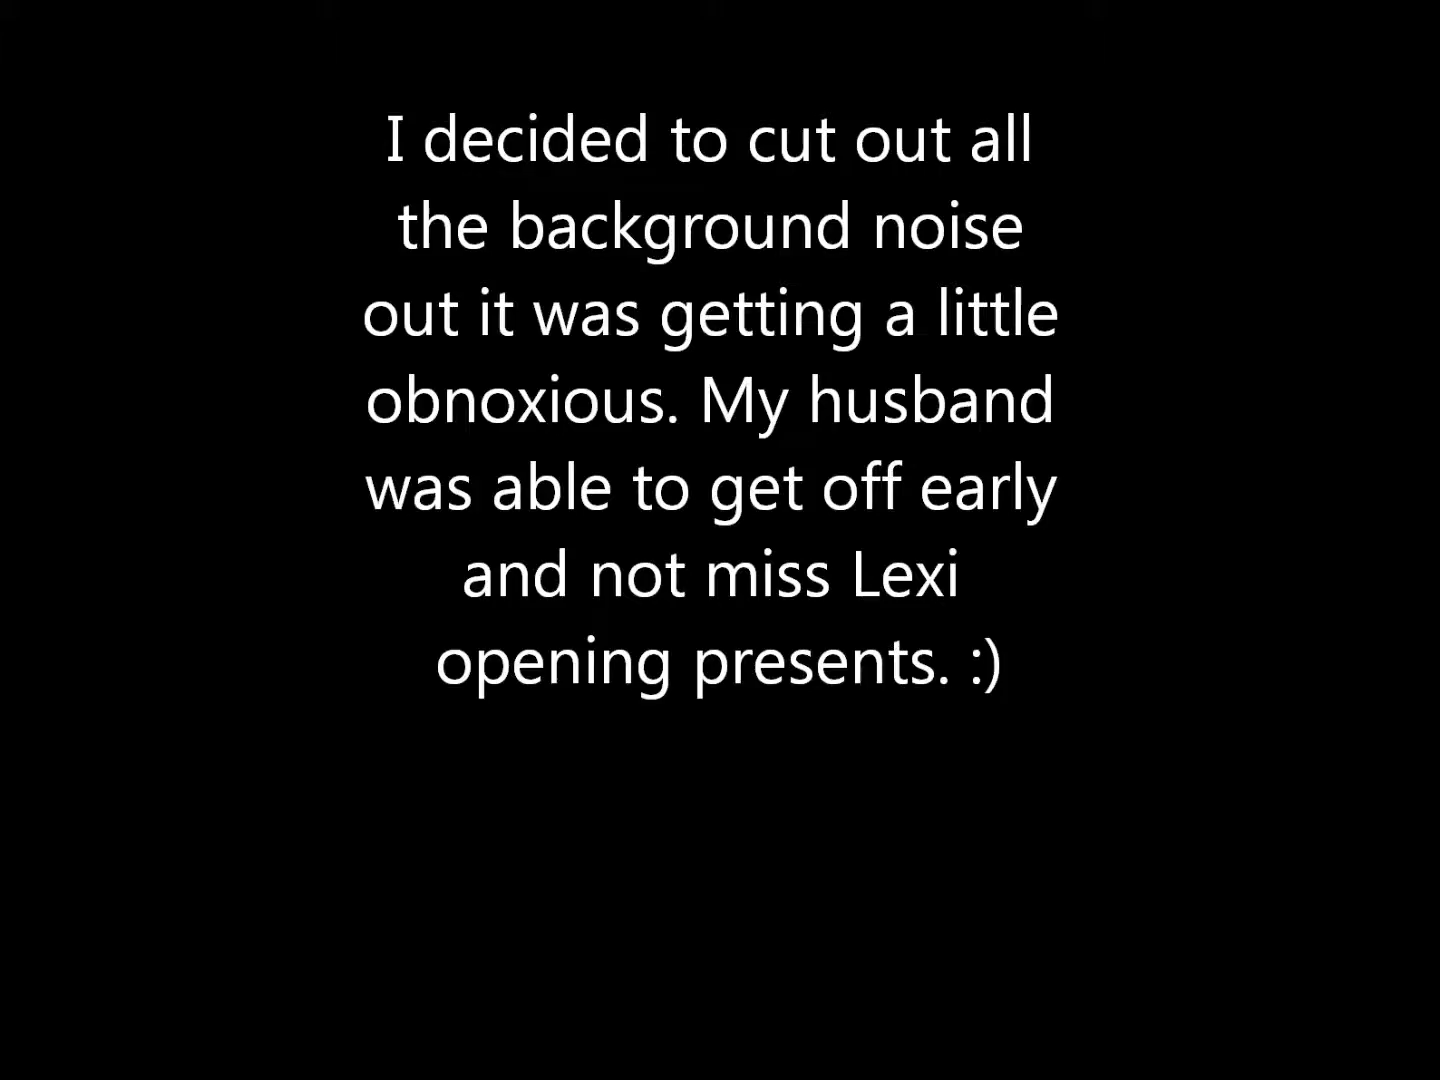 I decided to cut out all
the background noise
out it was getting a little
obnoxious. My husband
was able to get off early
and not miss Lexi
opening presents. :)